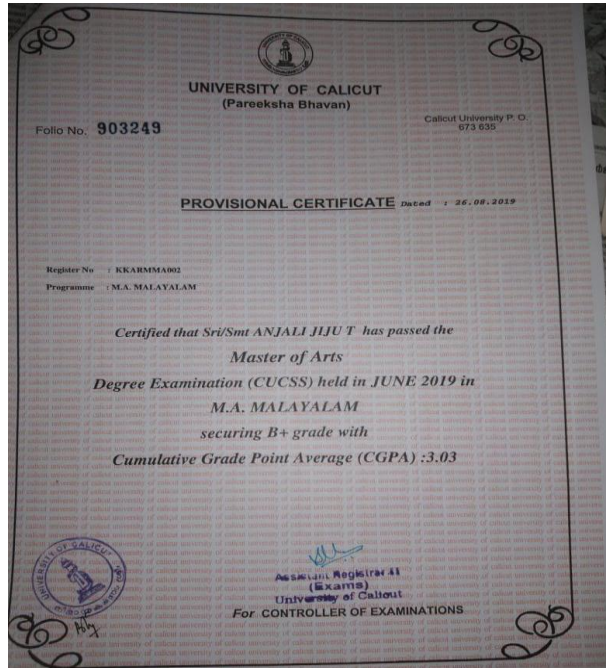 UNIVERSITY OF CALICUT
(Pareeksha Bhavan)
Folio No. 903249
Calicut University P. O.
673 635
PROVISIONAL CERTIFICATE Dated : 26.08.2019
Register No : KKARMMA002
Programme : M.A. MALAYALAM
Certified that Sri/Smt ANJALI JIJU T has passed the
Master of Arts
Degree Examination (CUCSS) held in JUNE 2019 in
M.A. MALAYALAM
securing B+ grade with
Cumulative Grade Point Average (CGPA) :3.03
UNIVERSITY OF CALICUT
Assistant Registrar II
(Exams)
University of Calicut
For CONTROLLER OF EXAMINATIONS